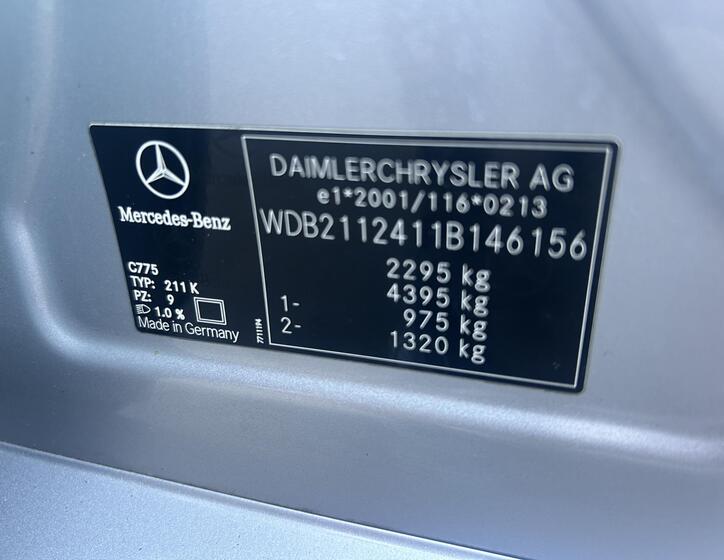 Mercedes-Benz
C775
TYP: 211 K
PZ: 9
1.0 %
Made in Germany
7711194
DAIMLERCHRYSLER AG
e1*2001/116*0213
WDB2112411B146156
2295 kg
1- 4395 kg
2- 975 kg
1320 kg